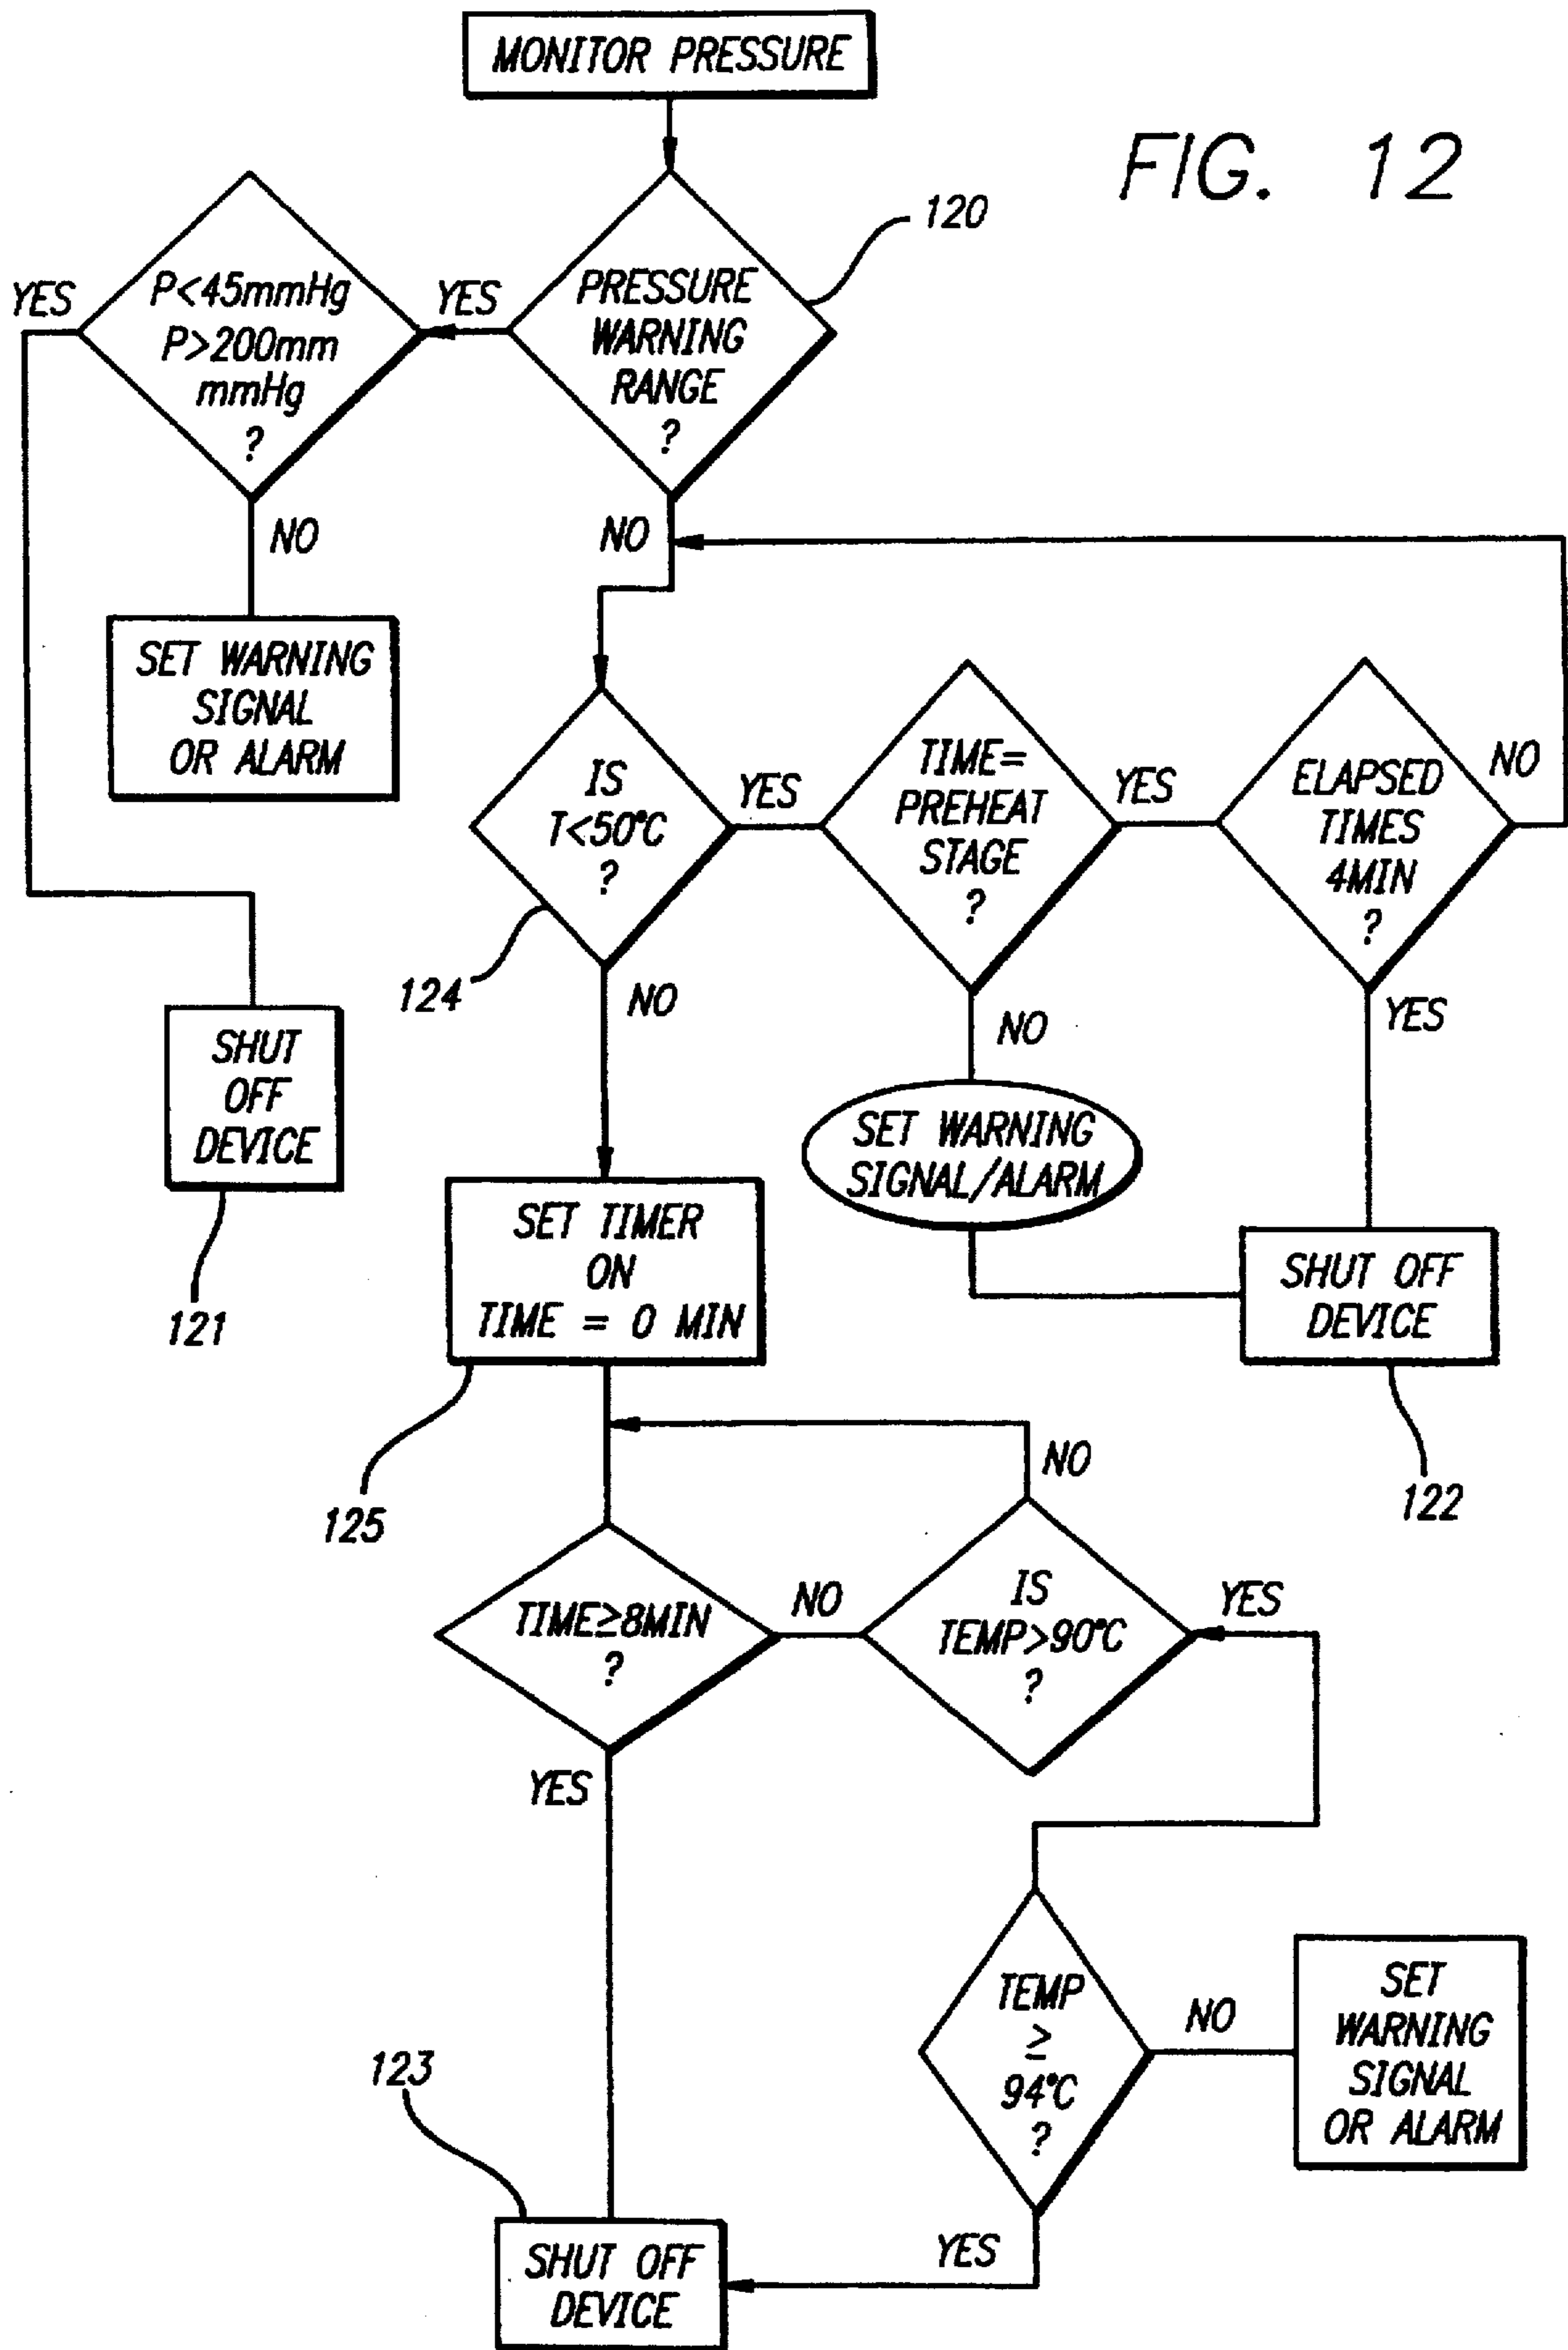 MONITOR PRESSURE
FIG. 12
120
PRESSURE
WARNING
RANGE
?
YES
P<45mmHg
P>200mm
mmHg
?
YES
NO
NO
SET WARNING
SIGNAL
OR ALARM
SHUT
OFF
DEVICE
121
IS
T<50°C
?
124
YES
TIME=
PREHEAT
STAGE
?
YES
ELAPSED
TIMES
4MIN
?
NO
NO
NO
YES
SET WARNING
SIGNAL/ALARM
SHUT OFF
DEVICE
122
SET TIMER
ON
TIME = 0 MIN
125
TIME≥8MIN
?
NO
IS
TEMP>90°C
?
NO
YES
YES
TEMP
≥
94°C
?
NO
SET
WARNING
SIGNAL
OR ALARM
YES
123
SHUT OFF
DEVICE